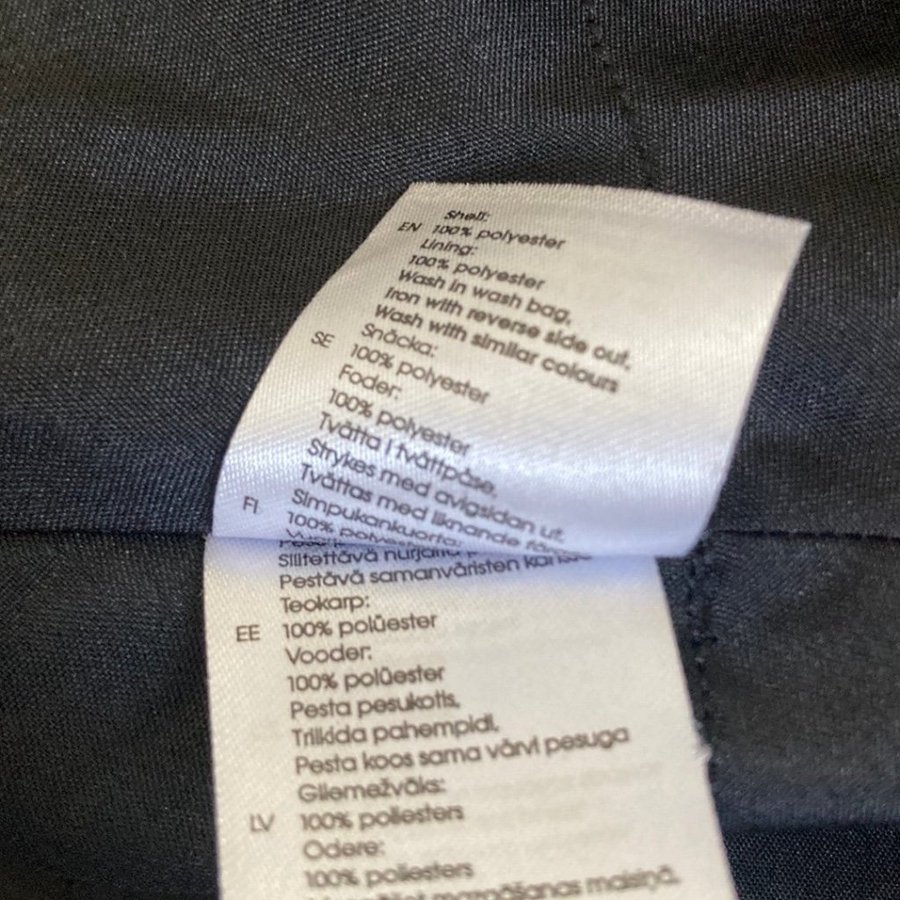 Shell:
EN 100% polyester
Lining:
100% polyester
Wash in wash bag,
Iron with reverse side out,
Wash with similar colours
Snäcka:
SE 100% polyester
Foder:
100% polyester
Tvätta i tvättpåse,
Strykes med avigsidan ut,
Tvättas med liknande
Simpukankuorta:
FI 100%
Silitettävä
Pestävä samanväristen
Teokarp:
EE 100% polüester
Vooder:
100% polüester
Pesta pesukotis,
Triikida pahempidi,
Pesta koos sama värvi pesuga
Gliemežvāks:
LV 100% poliesters
Odere:
100% poliesters
mazgāšanas maisiņā,